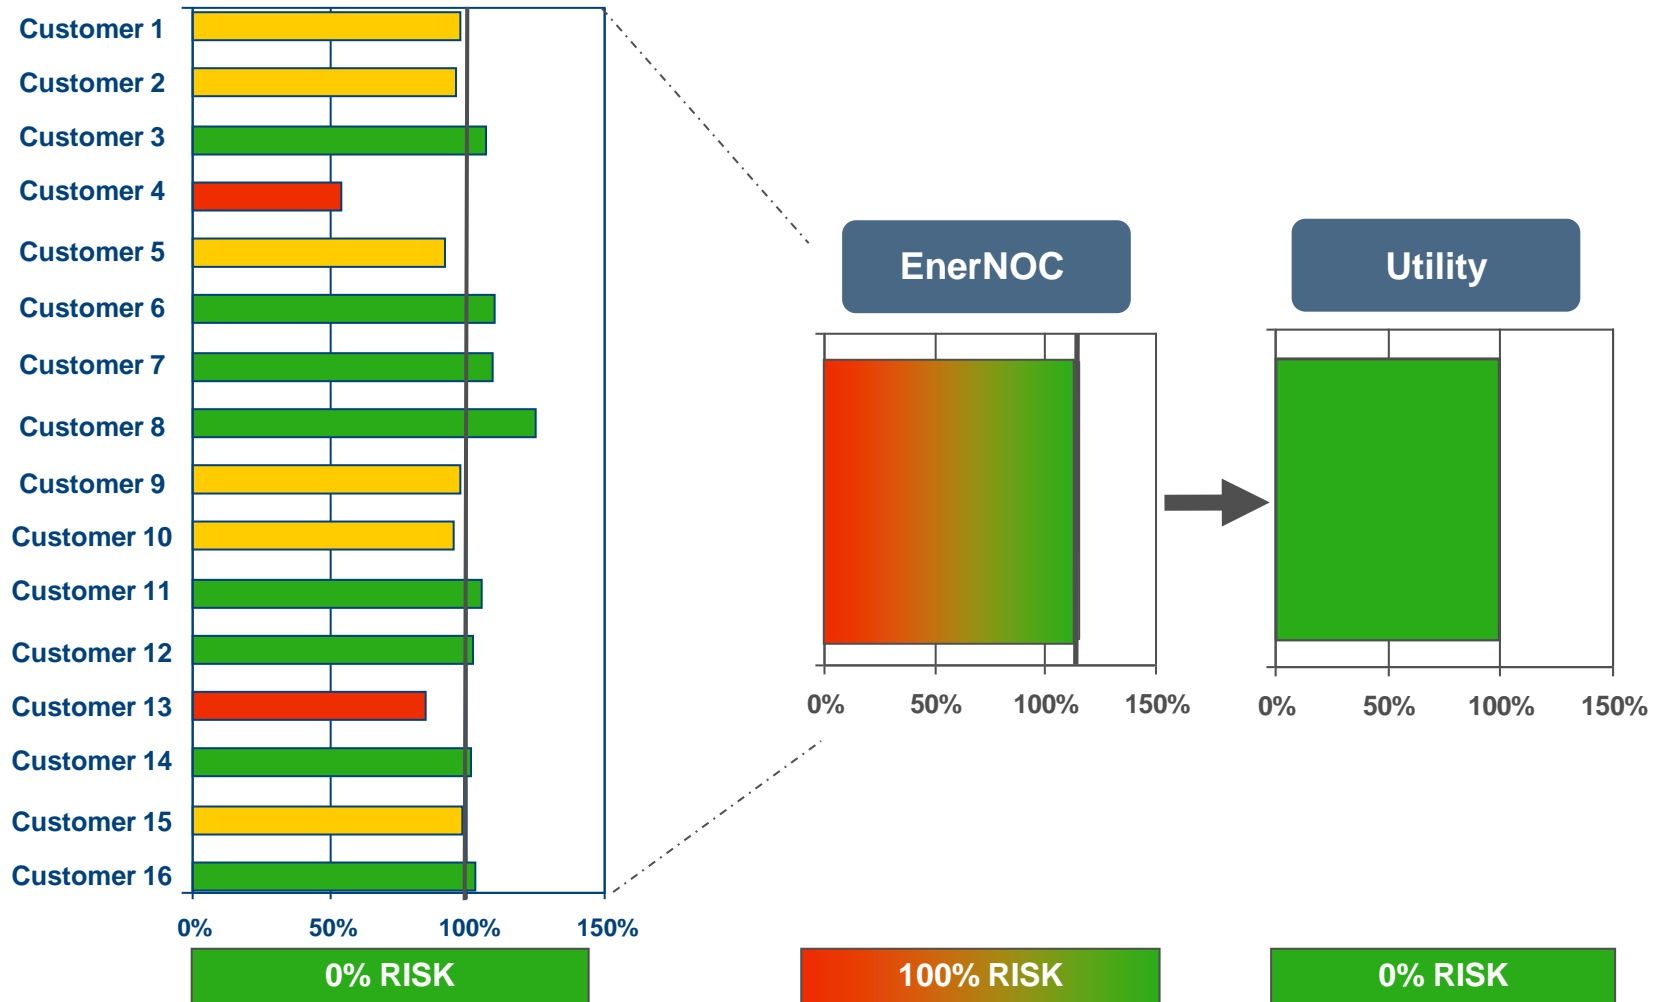 Customer 1
Customer 2
Customer 3
Customer 4
Customer 5
Customer 6
Customer 7
Customer 8
Customer 9
Customer 10
Customer 11
Customer 12
Customer 13
Customer 14
Customer 15
Customer 16
0% 50% 100% 150%
0% RISK
EnerNOC
0% 50% 100% 150%
100% RISK
Utility
0% 50% 100% 150%
0% RISK